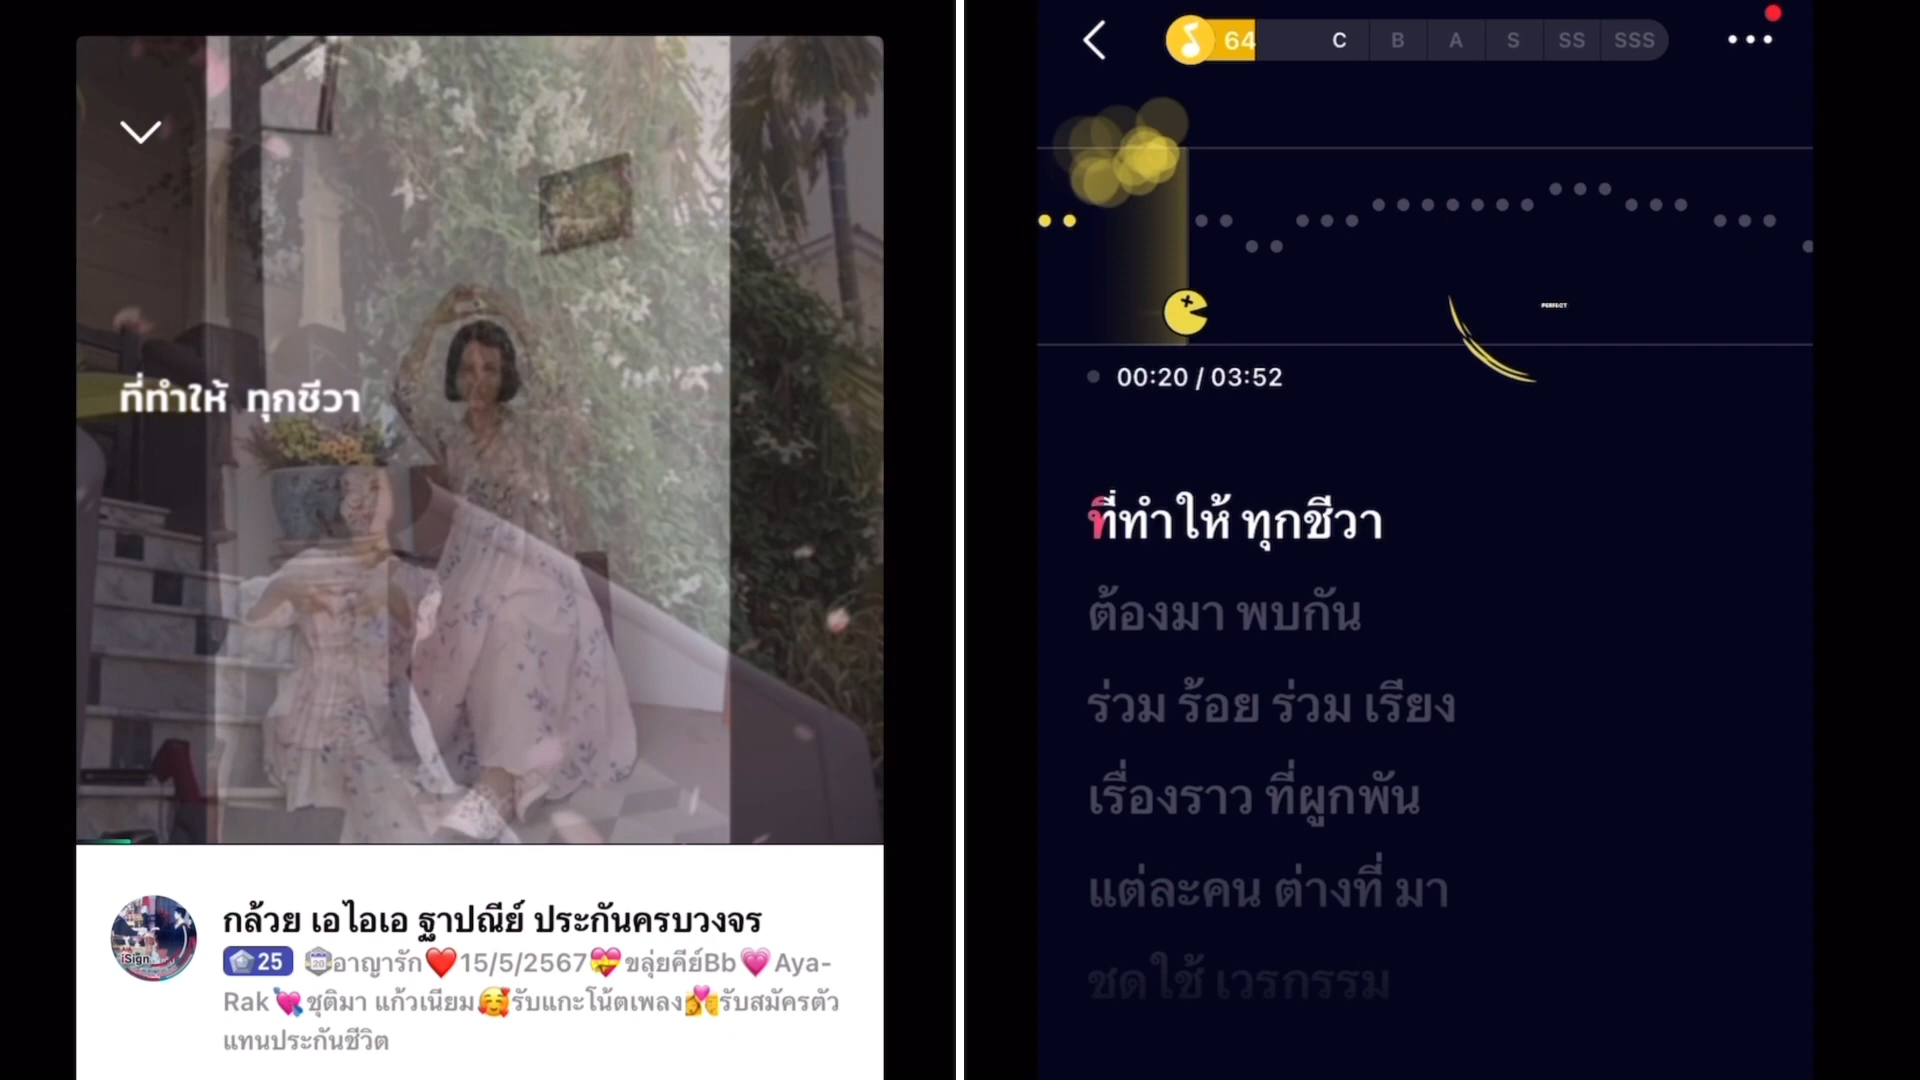 ที่ทำให้ ทุกชีวา
กล้วย เอไอเอ ฐาปณีย์ ประกันครบวงจร
25 อาญารัก❤️15/5/2567💝ขลุ่ยคีย์Bb💗Aya-
Rak💘ชุติมา แก้วเนียม🥰รับแกะโน้ตเพลง💏รับสมัครตัว
แทนประกันชีวิต
iSign
64 C B A S SS SSS
PERFECT
00:20 / 03:52
ที่ทำให้ ทุกชีวา
ต้องมา พบกัน
ร่วม ร้อย ร่วม เรียง
เรื่องราว ที่ผูกพัน
แต่ละคน ต่างที่ มา
ชดใช้ เวรกรรม